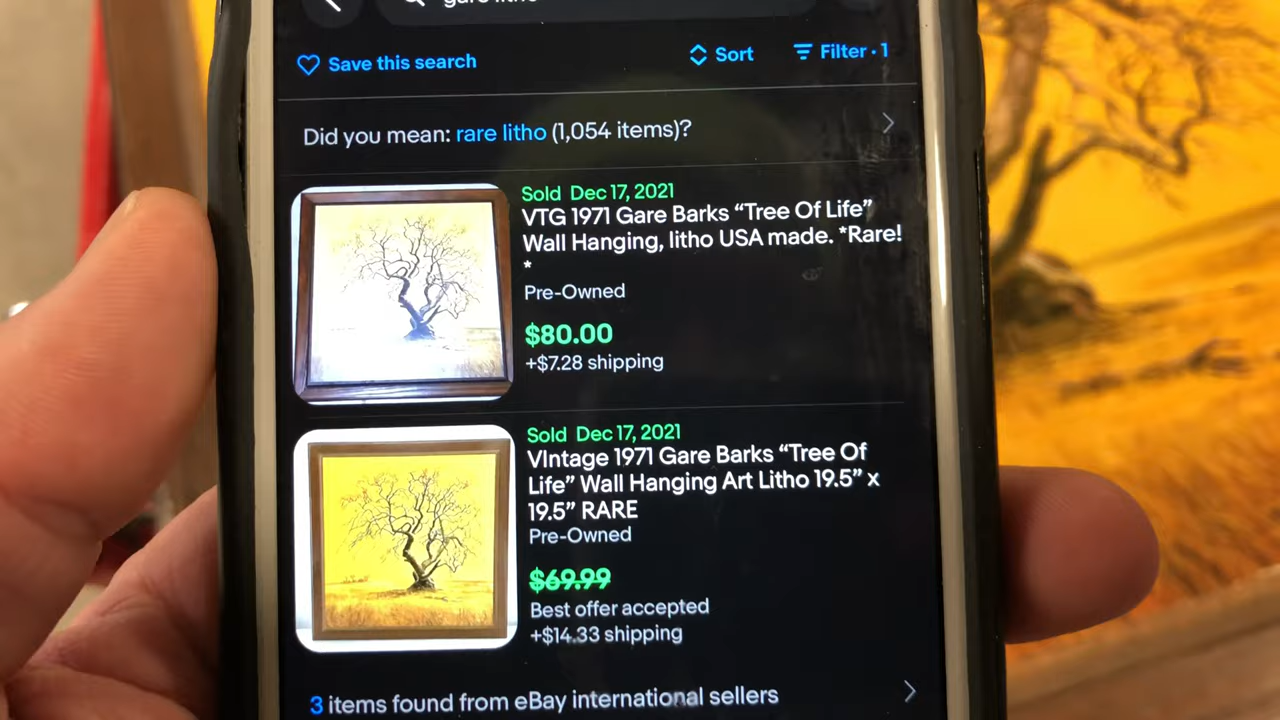 Save this search
Sort
Filter • 1
Did you mean: rare litho (1,054 items)?
Sold Dec 17, 2021
VTG 1971 Gare Barks “Tree Of Life”
Wall Hanging, litho USA made. *Rare!
*
Pre-Owned
$80.00
+$7.28 shipping
Sold Dec 17, 2021
VIntage 1971 Gare Barks “Tree Of
Life” Wall Hanging Art Litho 19.5” x
19.5” RARE
Pre-Owned
$69.99
Best offer accepted
+$14.33 shipping
3 items found from eBay international sellers